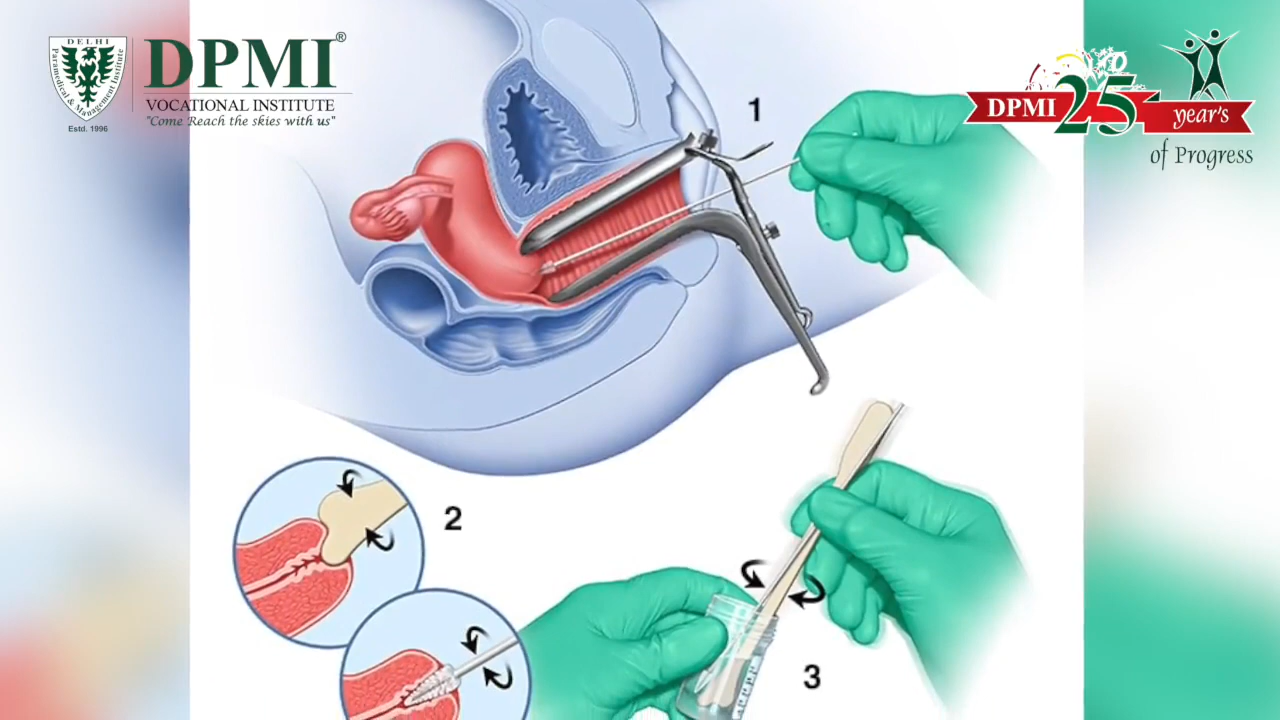 DELHI
Paramedical & Management Institute
Estd. 1996
DPMI®
VOCATIONAL INSTITUTE
"Come Reach the skies with us"
DPMI 25 year's
of Progress
1
2
3